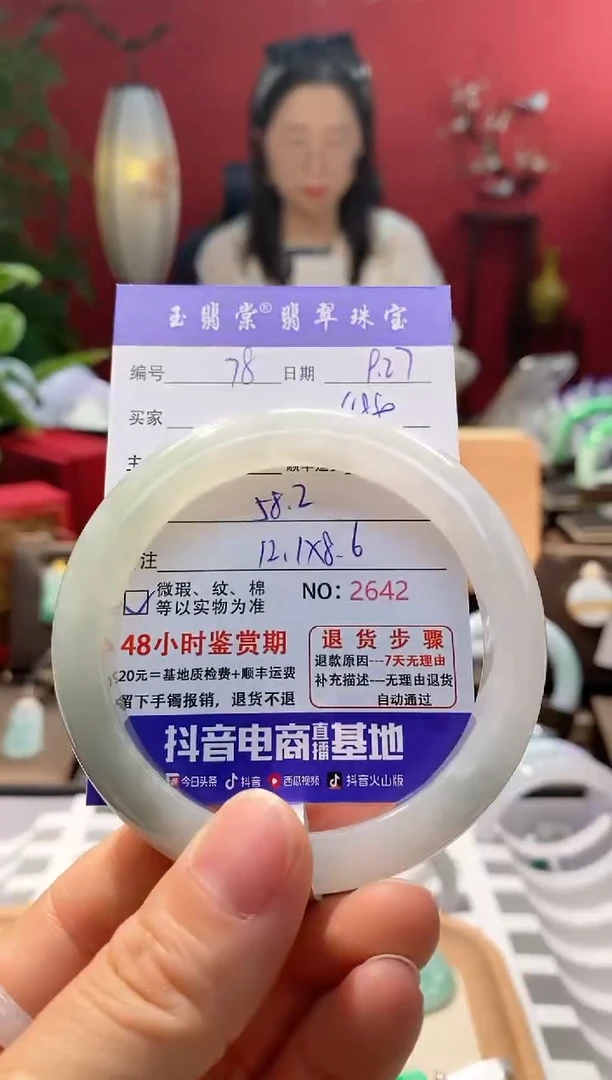 玉翡棠®翡翠珠宝
编号 78 日期 9.27
买家
58.2
注 12.1X8.6
微瑕、纹、棉
等以实物为准
NO: 2642
48小时鉴赏期
20元=基地质检费+顺丰运费
留下手镯报销，退货不退
退货步骤
退款原因---7天无理由
补充描述---无理由退货
自动通过
抖音电商直播基地
今日头条 抖音 西瓜视频 抖音火山版